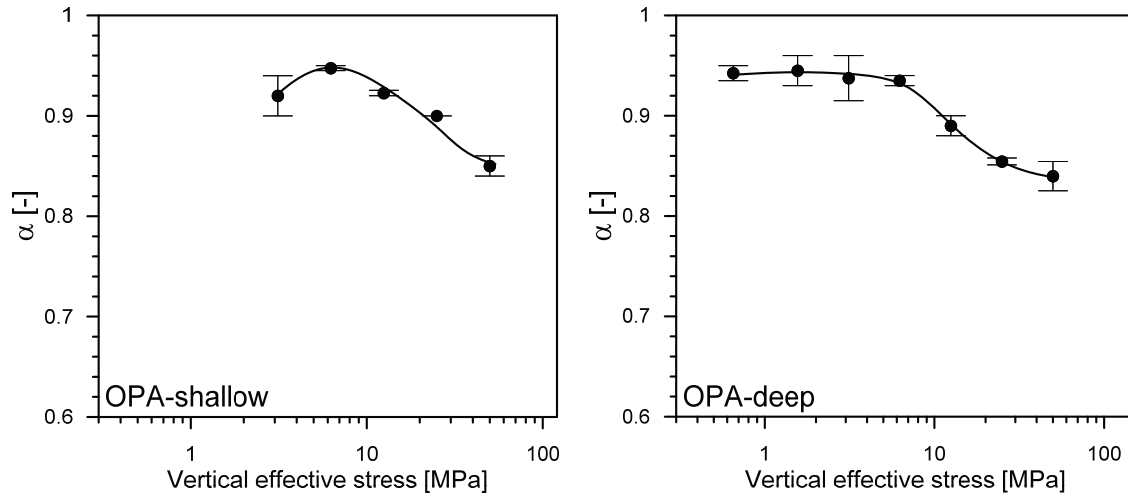 1
0.9
0.8
0.7
0.6
α [-]
OPA-shallow
1 10 100
Vertical effective stress [MPa]
1
0.9
0.8
0.7
0.6
α [-]
OPA-deep
1 10 100
Vertical effective stress [MPa]